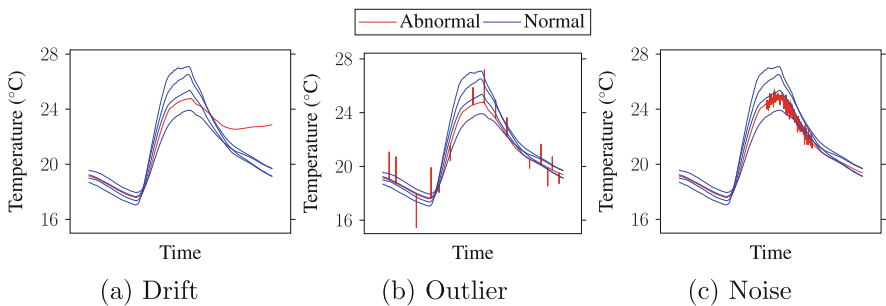 Abnormal Normal
28
24
20
16
Temperature (°C)
Time
(a) Drift
28
24
20
16
Temperature (°C)
Time
(b) Outlier
28
24
20
16
Temperature (°C)
Time
(c) Noise